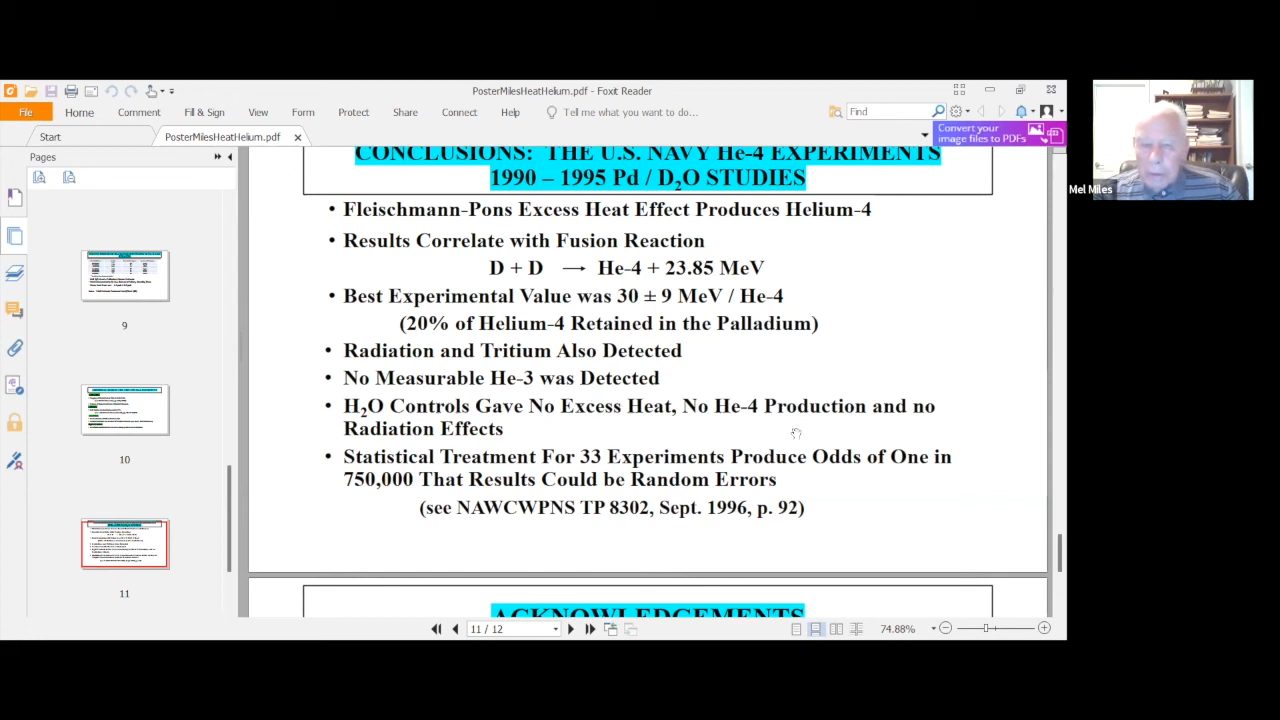 PosterMilesHeatHelium.pdf - Foxit Reader
File Home Comment Fill & Sign View Form Protect Share Connect Help Tell me what you want to do... Find
Start PosterMilesHeatHelium.pdf
Convert your
image files to PDFs
Pages
CONCLUSIONS: THE U.S. NAVY He-4 EXPERIMENTS
1990 – 1995 Pd / D₂O STUDIES
• Fleischmann-Pons Excess Heat Effect Produces Helium-4
• Results Correlate with Fusion Reaction
D + D → He-4 + 23.85 MeV
• Best Experimental Value was 30 ± 9 MeV / He-4
(20% of Helium-4 Retained in the Palladium)
• Radiation and Tritium Also Detected
• No Measurable He-3 was Detected
• H₂O Controls Gave No Excess Heat, No He-4 Production and no
Radiation Effects
• Statistical Treatment For 33 Experiments Produce Odds of One in
750,000 That Results Could be Random Errors
(see NAWCWPNS TP 8302, Sept. 1996, p. 92)
ACKNOWLEDGEMENTS
9
10
11
11 / 12
74.88%
Mel Miles